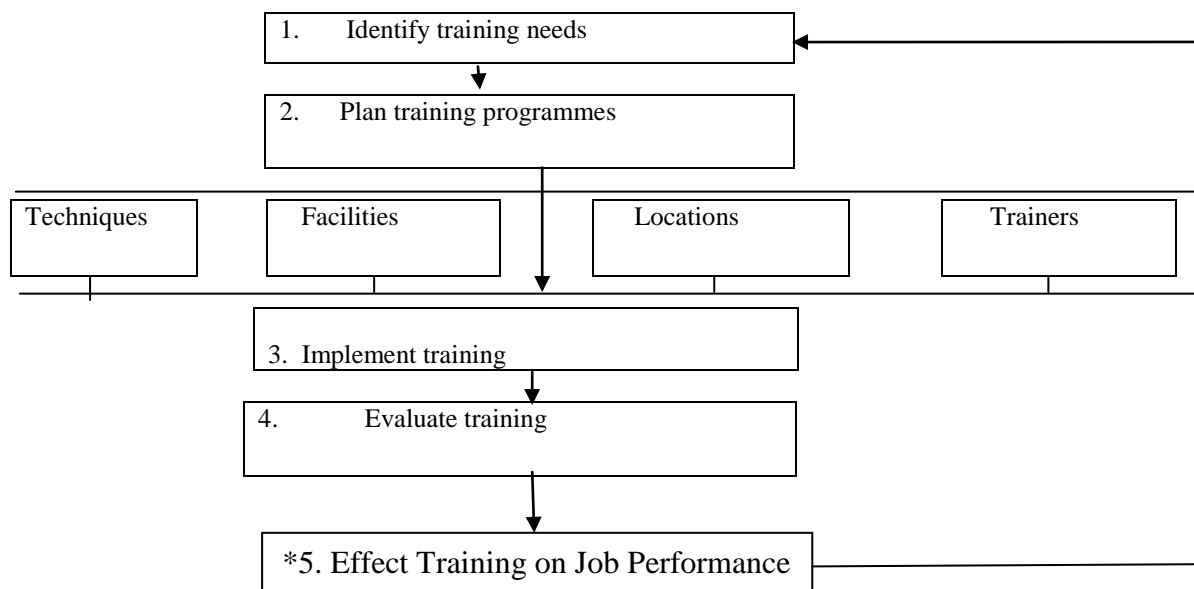 1. Identify training needs
2. Plan training programmes
Techniques
Facilities
Locations
Trainers
3. Implement training
4. Evaluate training
*5. Effect Training on Job Performance